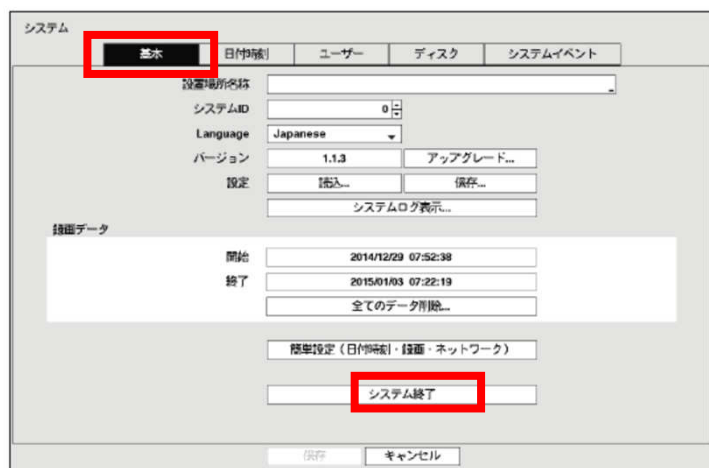 システム
基本 日付時刻 ユーザー ディスク システムイベント
設置場所名称
システムID 0
Language Japanese
バージョン 1.1.3 アップグレード...
設定 読込... 保存...
システムログ表示...
録画データ
開始 2014/12/29 07:52:38
終了 2015/01/03 07:22:19
全てのデータ削除...
簡単設定(日付時刻・録画・ネットワーク)
システム終了
保存 キャンセル